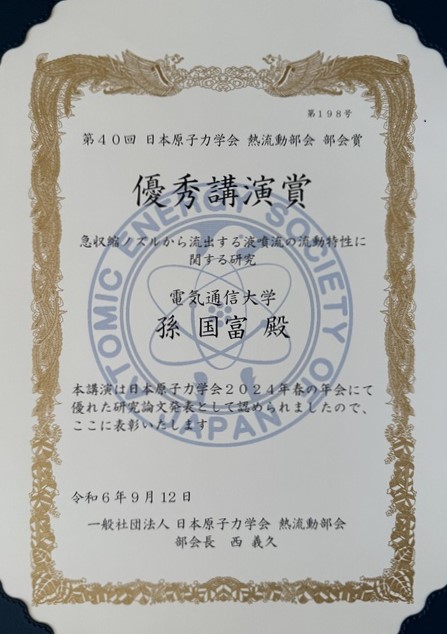 第198号
第40回 日本原子力学会 熱流動部会 部会賞
優秀講演賞
急収縮ノズルから流出する液噴流の流動特性に
関する研究
電気通信大学
孫 国富 殿
本講演は日本原子力学会2024年春の年会にて
優れた研究論文発表として認められましたので、
ここに表彰いたします
令和6年9月12日
一般社団法人 日本原子力学会 熱流動部会
部会長 西 義久
ATOMIC ENERGY SOCIETY OF JAPAN